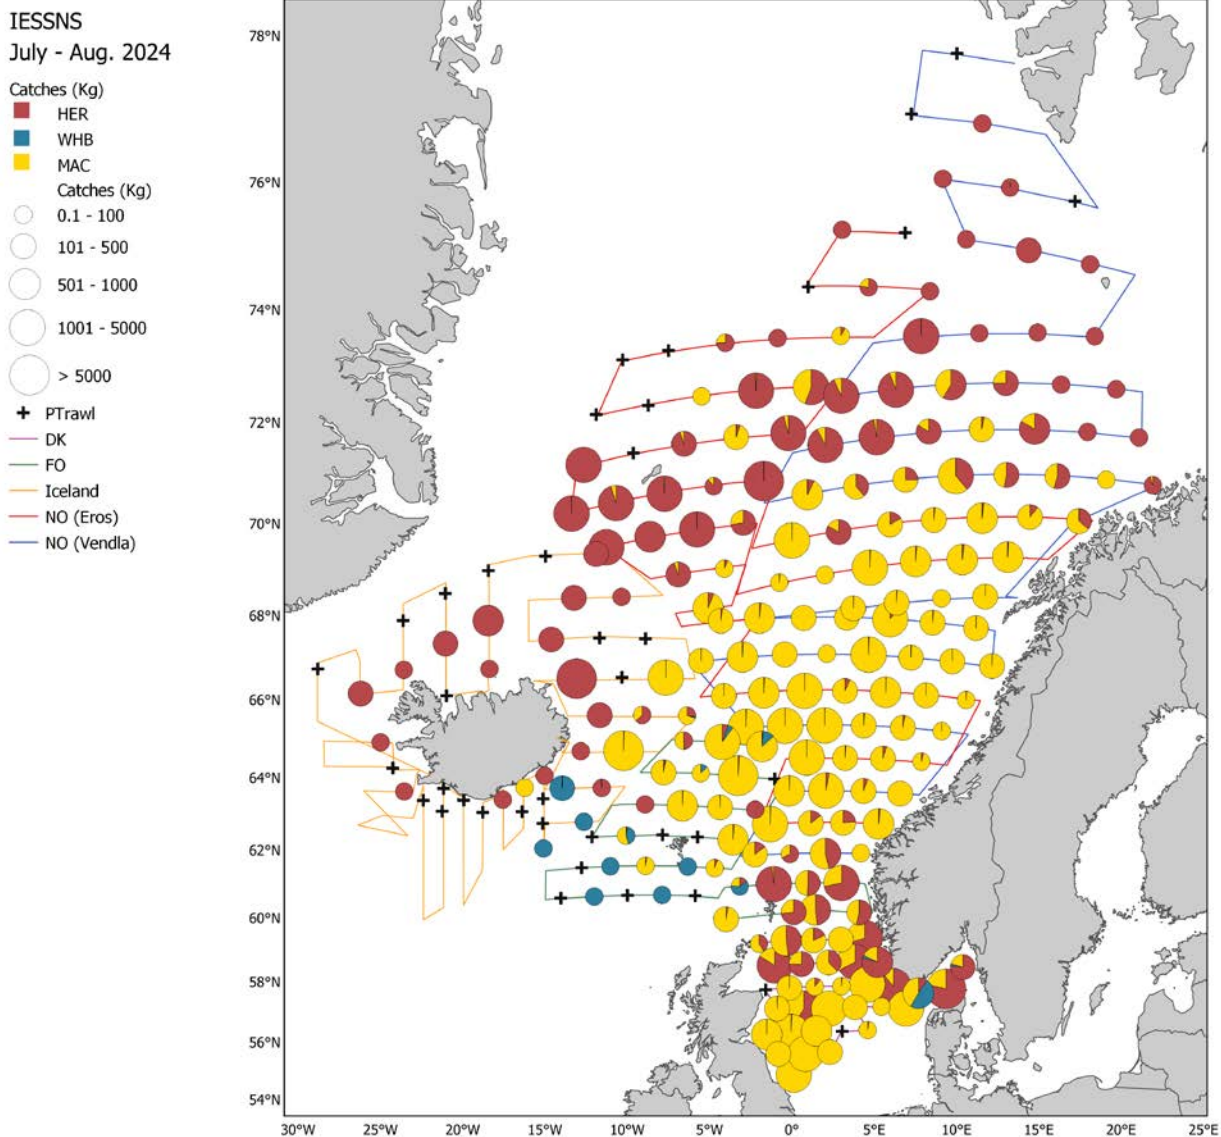 IESSNS
July - Aug. 2024
Catches (Kg)
HER
WHB
MAC
Catches (Kg)
0.1 - 100
101 - 500
501 - 1000
1001 - 5000
> 5000
PTrawl
DK
FO
Iceland
NO (Eros)
NO (Vendla)
78°N
76°N
74°N
72°N
70°N
68°N
66°N
64°N
62°N
60°N
58°N
56°N
54°N
30°W 25°W 20°W 15°W 10°W 5°W 0° 5°E 10°E 15°E 20°E 25°E